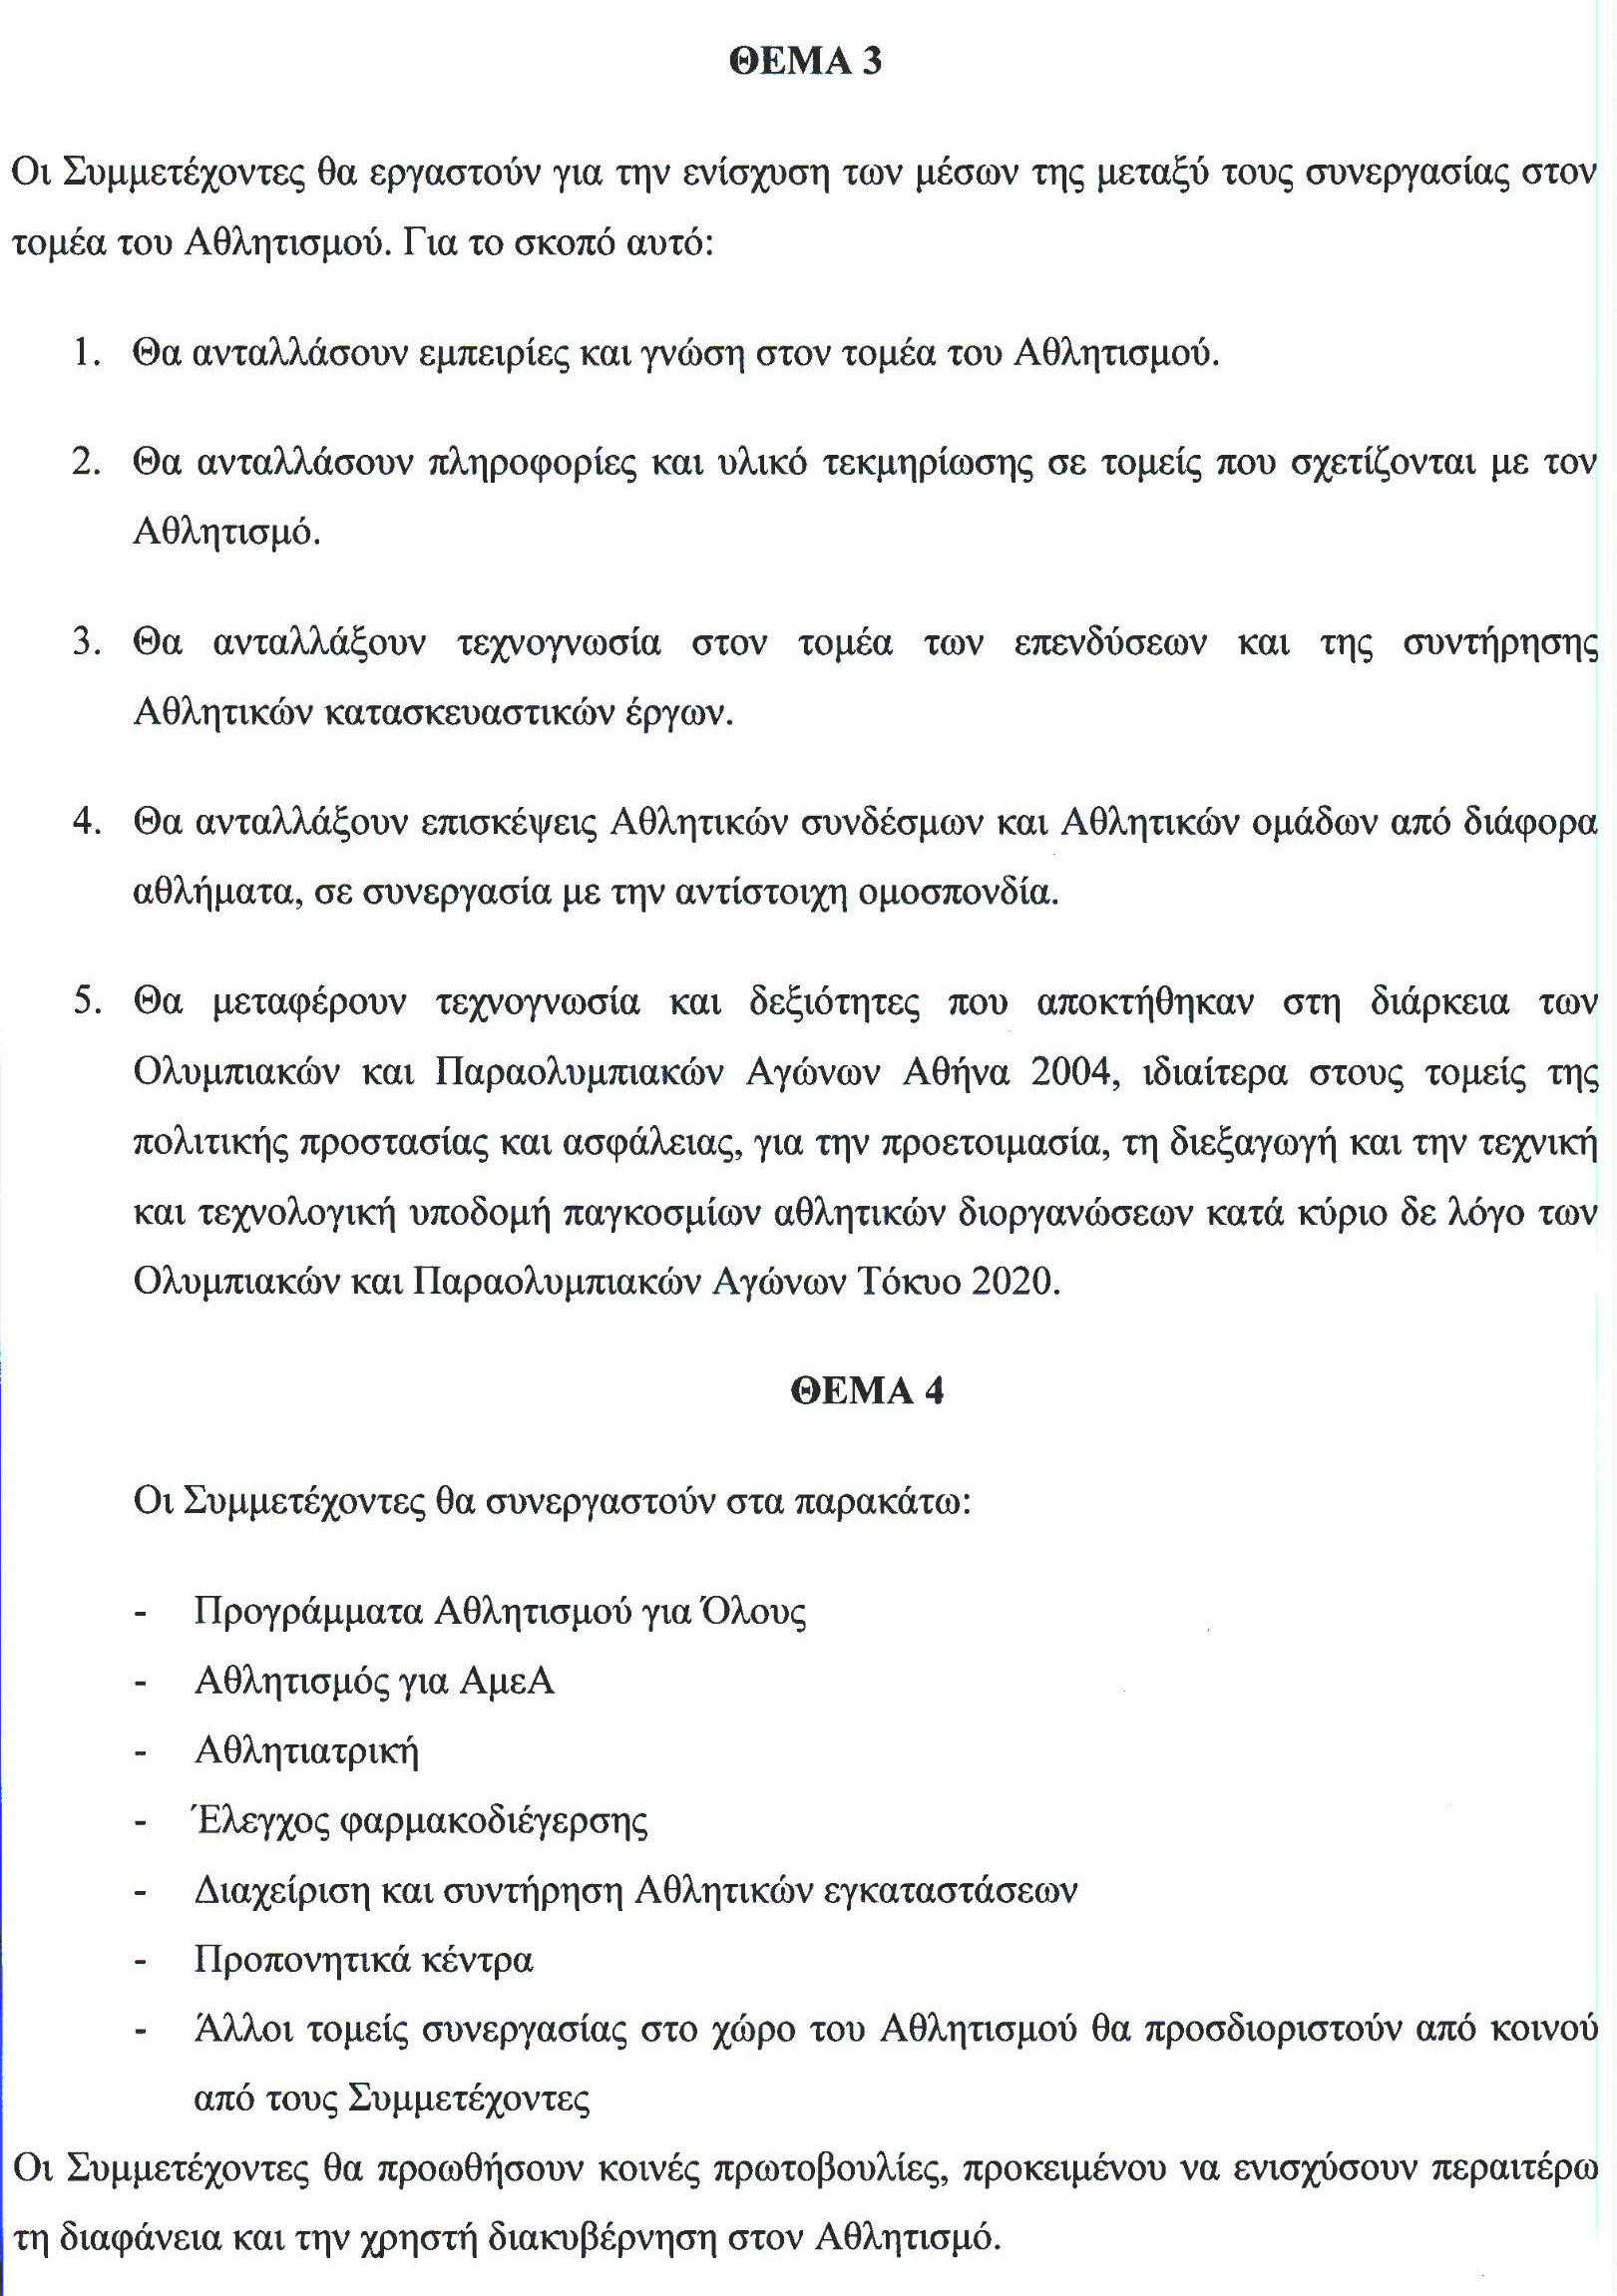 ΘΕΜΑ 3
Οι Συμμετέχοντες θα εργαστούν για την ενίσχυση των μέσων της μεταξύ τους συνεργασίας στον
τομέα του Αθλητισμού. Για το σκοπό αυτό:
1. Θα ανταλλάσουν εμπειρίες και γνώση στον τομέα του Αθλητισμού.
2. Θα ανταλλάσουν πληροφορίες και υλικό τεκμηρίωσης σε τομείς που σχετίζονται με τον
Αθλητισμό.
3. Θα ανταλλάξουν τεχνογνωσία στον τομέα των επενδύσεων και της συντήρησης
Αθλητικών κατασκευαστικών έργων.
4. Θα ανταλλάξουν επισκέψεις Αθλητικών συνδέσμων και Αθλητικών ομάδων από διάφορα
αθλήματα, σε συνεργασία με την αντίστοιχη ομοσπονδία.
5. Θα μεταφέρουν τεχνογνωσία και δεξιότητες που αποκτήθηκαν στη διάρκεια των
Ολυμπιακών και Παραολυμπιακών Αγώνων Αθήνα 2004, ιδιαίτερα στους τομείς της
πολιτικής προστασίας και ασφάλειας, για την προετοιμασία, τη διεξαγωγή και την τεχνική
και τεχνολογική υποδομή παγκοσμίων αθλητικών διοργανώσεων κατά κύριο δε λόγο των
Ολυμπιακών και Παραολυμπιακών Αγώνων Τόκυο 2020.
ΘΕΜΑ 4
Οι Συμμετέχοντες θα συνεργαστούν στα παρακάτω:
- Προγράμματα Αθλητισμού για Όλους
- Αθλητισμός για ΑμεΑ
- Αθλητιατρική
- Έλεγχος φαρμακοδιέγερσης
- Διαχείριση και συντήρηση Αθλητικών εγκαταστάσεων
- Προπονητικά κέντρα
- Άλλοι τομείς συνεργασίας στο χώρο του Αθλητισμού θα προσδιοριστούν από κοινού
από τους Συμμετέχοντες
Οι Συμμετέχοντες θα προωθήσουν κοινές πρωτοβουλίες, προκειμένου να ενισχύσουν περαιτέρω
τη διαφάνεια και την χρηστή διακυβέρνηση στον Αθλητισμό.